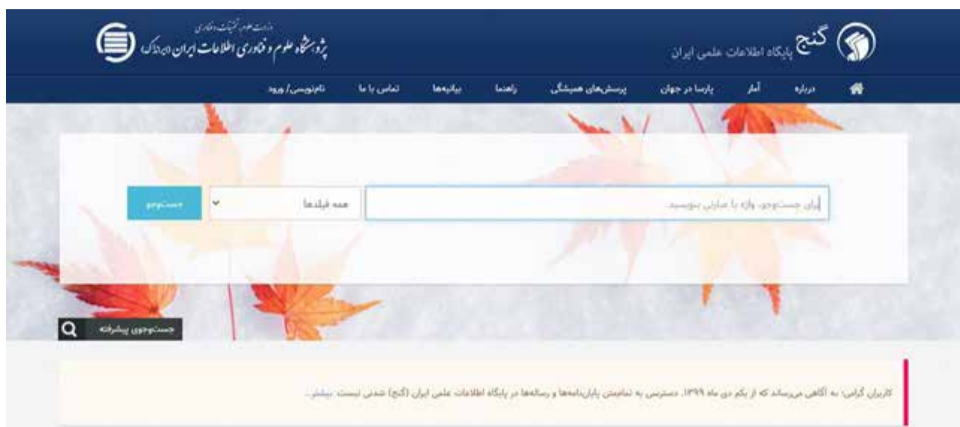 گنج
پایگاه اطلاعات علمی ایران
وزارت علوم، تحقیقات و فناوری
پژوهشگاه علوم و فناوری اطلاعات ایران (ایرانداک)
درباره آمار پارسا در جهان پرسش‌های همیشگی راهنما بیانیه‌ها تماس با ما نام‌نویسی/ ورود
برای جست‌وجو، واژه یا عبارتی بنویسید. همه فیلدها جست‌وجو
جست‌وجوی پیشرفته
کاربران گرامی؛ به آگاهی می‌رساند که از یکم دی ماه ۱۳۹۹، دسترسی به تمام‌متن پایان‌نامه‌ها و رساله‌ها در پایگاه اطلاعات علمی ایران (گنج) شدنی نیست. بیشتر...